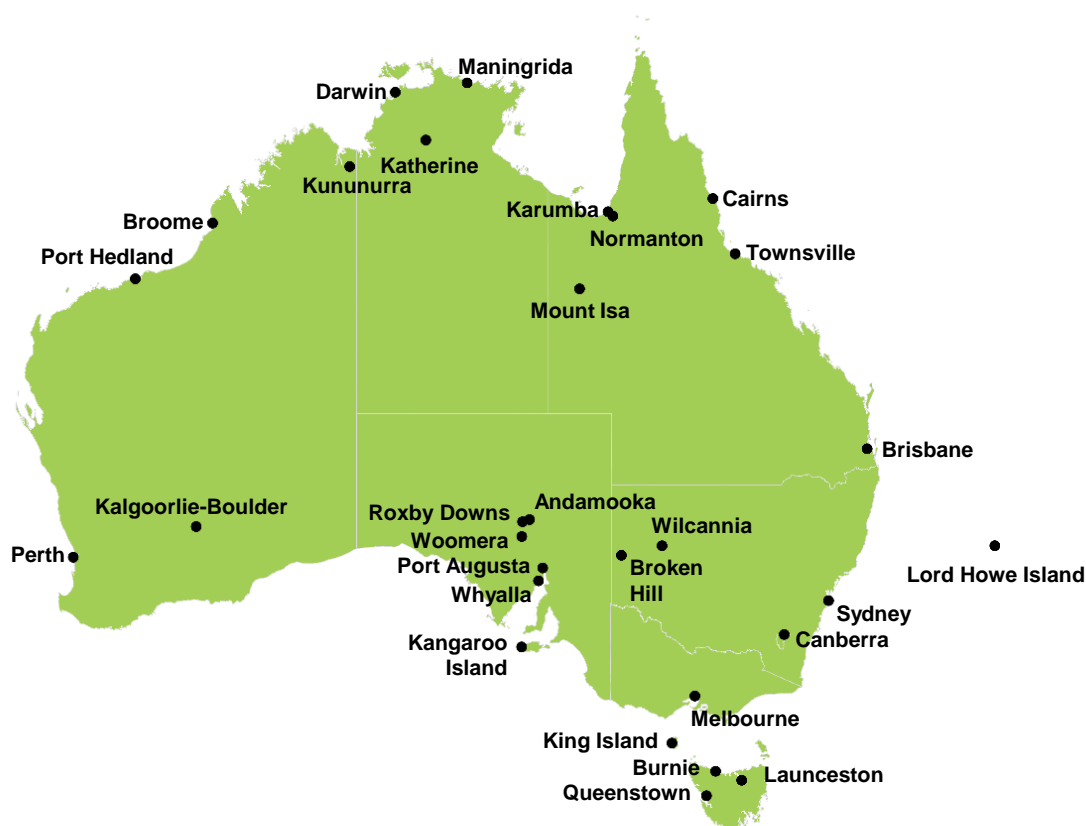 Maningrida
Darwin
Katherine
Kununurra
Cairns
Karumba
Broome
Normanton
Townsville
Port Hedland
Mount Isa
Brisbane
Andamooka
Kalgoorlie-Boulder
Roxby Downs
Wilcannia
Woomera
Perth
Port Augusta
Broken
Hill
Lord Howe Island
Whyalla
Sydney
Canberra
Kangaroo
Island
Melbourne
King Island
Burnie
Launceston
Queenstown